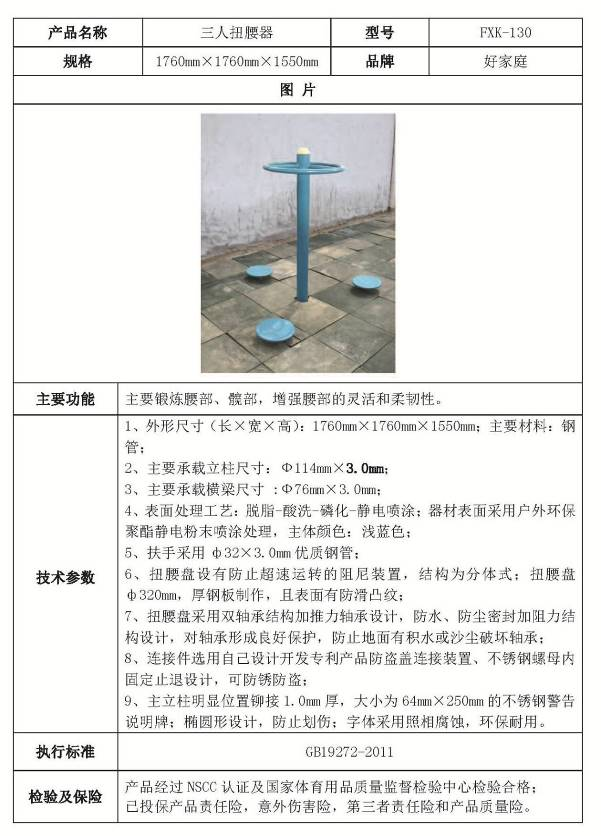 产品名称 三人扭腰器 型号 FXK-130
规格 1760mm×1760mm×1550mm 品牌 好家庭
图 片
主要功能 主要锻炼腰部、髋部，增强腰部的灵活和柔韧性。
1、外形尺寸（长×宽×高）：1760mm×1760mm×1550mm；主要材料：钢
管；
2、主要承载立柱尺寸：Φ114mm×3.0mm；
3、主要承载横梁尺寸 :Φ76mm×3.0mm；
4、表面处理工艺：脱脂-酸洗-磷化-静电喷涂；器材表面采用户外环保
聚酯静电粉末喷涂处理，主体颜色：浅蓝色；
5、扶手采用 φ32×3.0mm 优质钢管；
技术参数
6、扭腰盘设有防止超速运转的阻尼装置，结构为分体式；扭腰盘
φ320mm，厚钢板制作，且表面有防滑凸纹；
7、扭腰盘采用双轴承结构加推力轴承设计，防水、防尘密封加阻力结
构设计，对轴承形成良好保护，防止地面有积水或沙尘破坏轴承；
8、连接件选用自己设计开发专利产品防盗盖连接装置、不锈钢螺母内
固定止退设计，可防锈防盗；
9、主立柱明显位置铆接 1.0mm 厚，大小为 64mm×250mm 的不锈钢警告
说明牌；椭圆形设计，防止划伤；字体采用照相腐蚀，环保耐用。
执行标准 GB19272-2011
检验及保险 产品经过 NSCC 认证及国家体育用品质量监督检验中心检验合格；
已投保产品责任险，意外伤害险，第三者责任险和产品质量险。